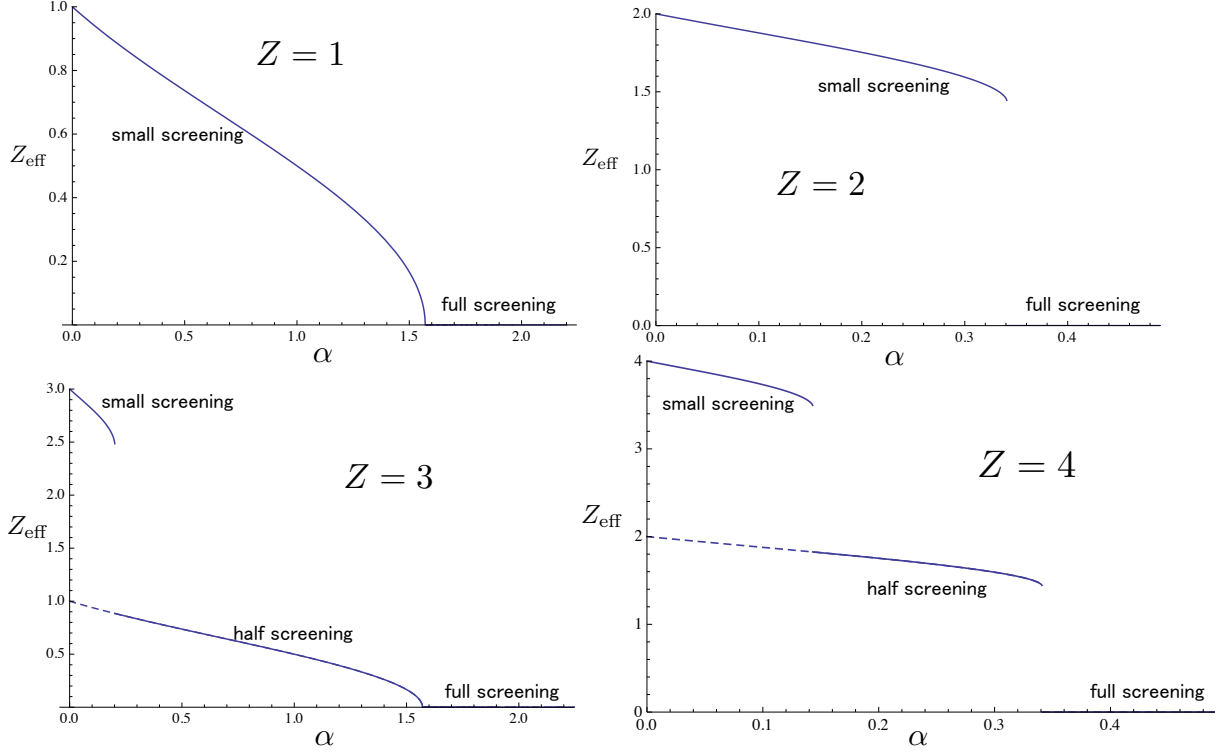 1.0
0.8
0.6
0.4
0.2
Z_eff
Z = 1
small screening
full screening
0.0 0.5 1.0 1.5 2.0
α
2.0
1.5
1.0
0.5
0.0
Z_eff
Z = 2
small screening
full screening
0.0 0.1 0.2 0.3 0.4
α
3.0
2.5
2.0
1.5
1.0
0.5
Z_eff
Z = 3
small screening
half screening
full screening
0.0 0.5 1.0 1.5 2.0
α
4
3
2
1
0
Z_eff
Z = 4
small screening
half screening
full screening
0.0 0.1 0.2 0.3 0.4
α